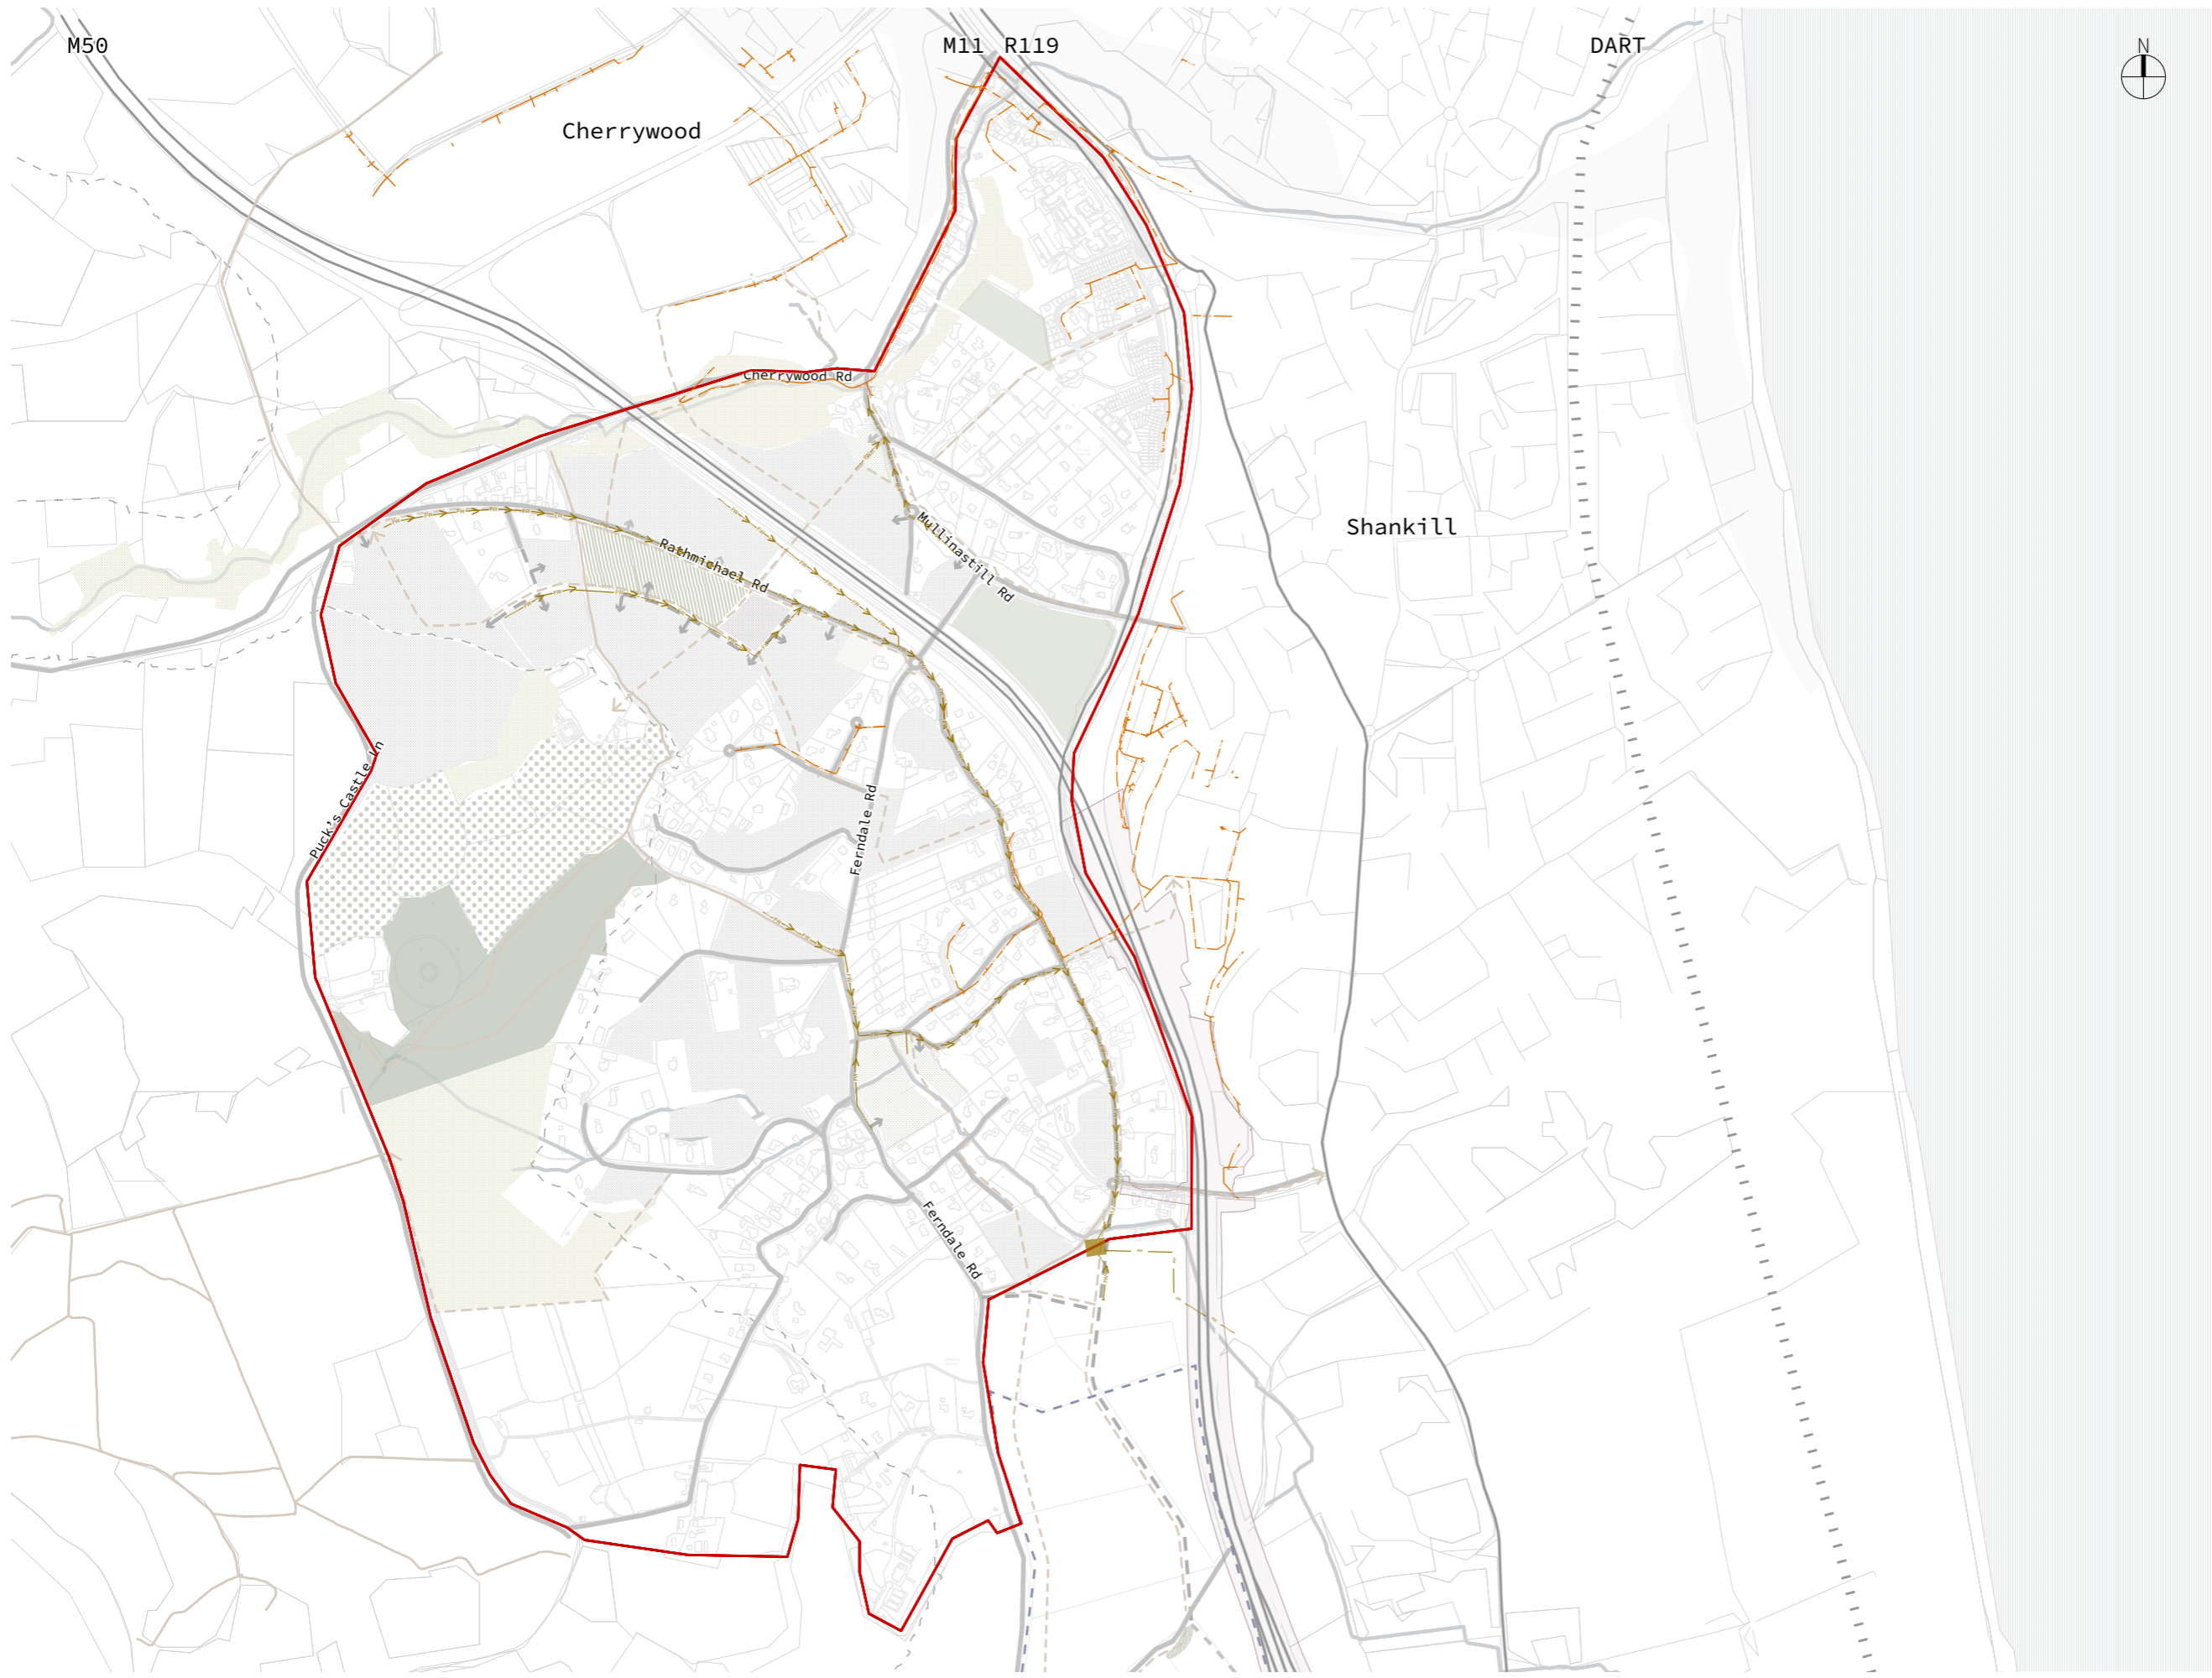 M50
M11
R119
DART
N
Cherrywood
Cherrywood Rd
Shankill
Mullinastill Rd
Rathmichael Rd
Puck's Castle Ln
Ferndale Rd
Ferndale Rd